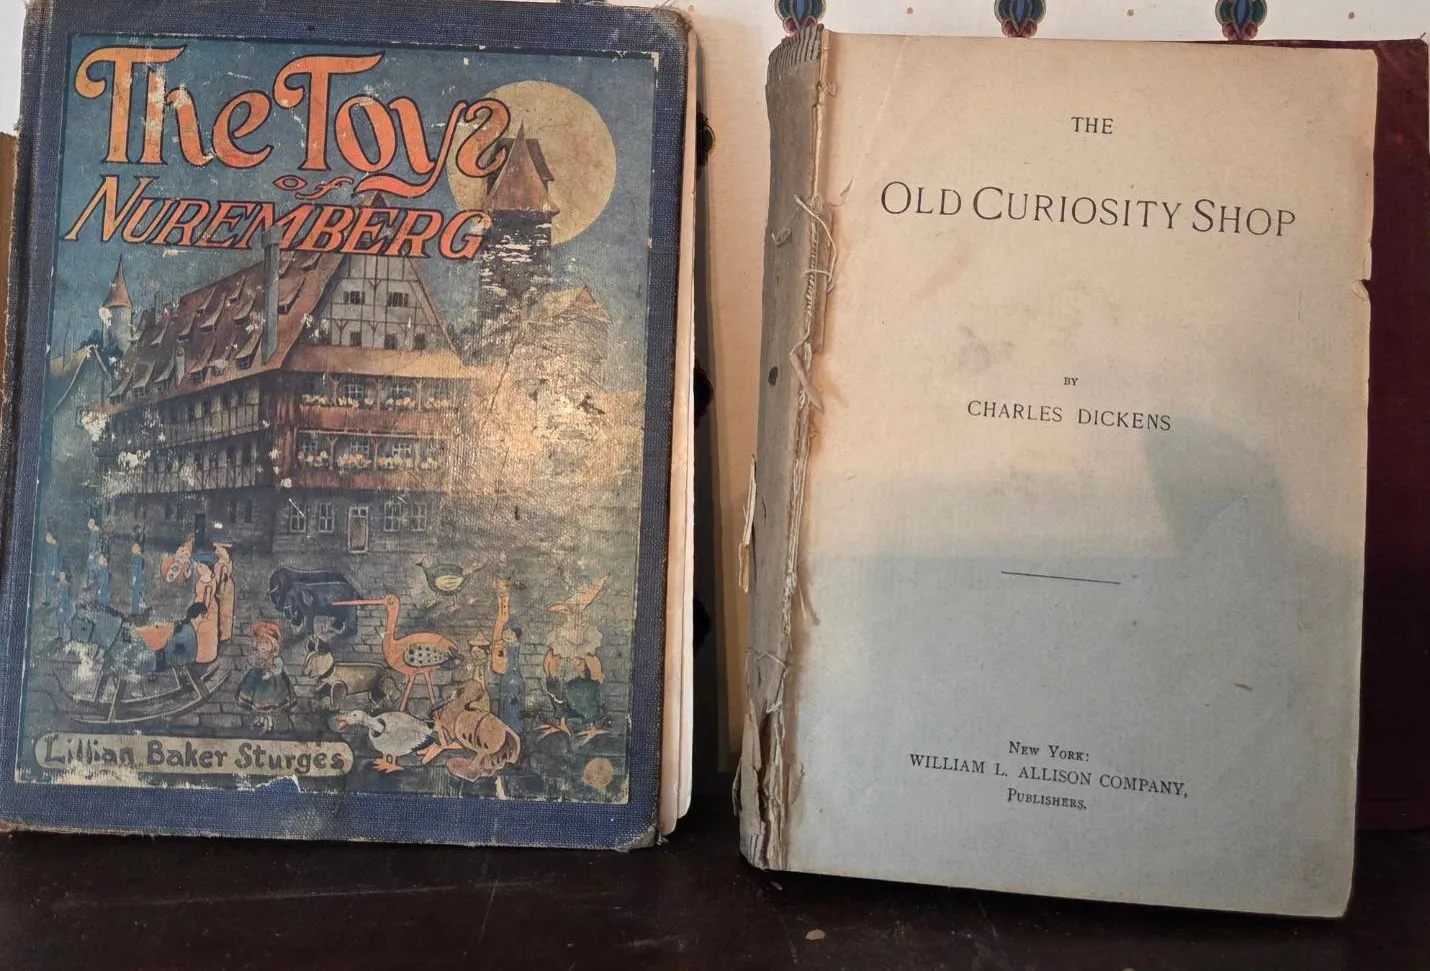 The Toys
of
NUREMBERG
Lillian Baker Sturges
THE
OLD CURIOSITY SHOP
BY
CHARLES DICKENS
NEW YORK:
WILLIAM L. ALLISON COMPANY,
PUBLISHERS.